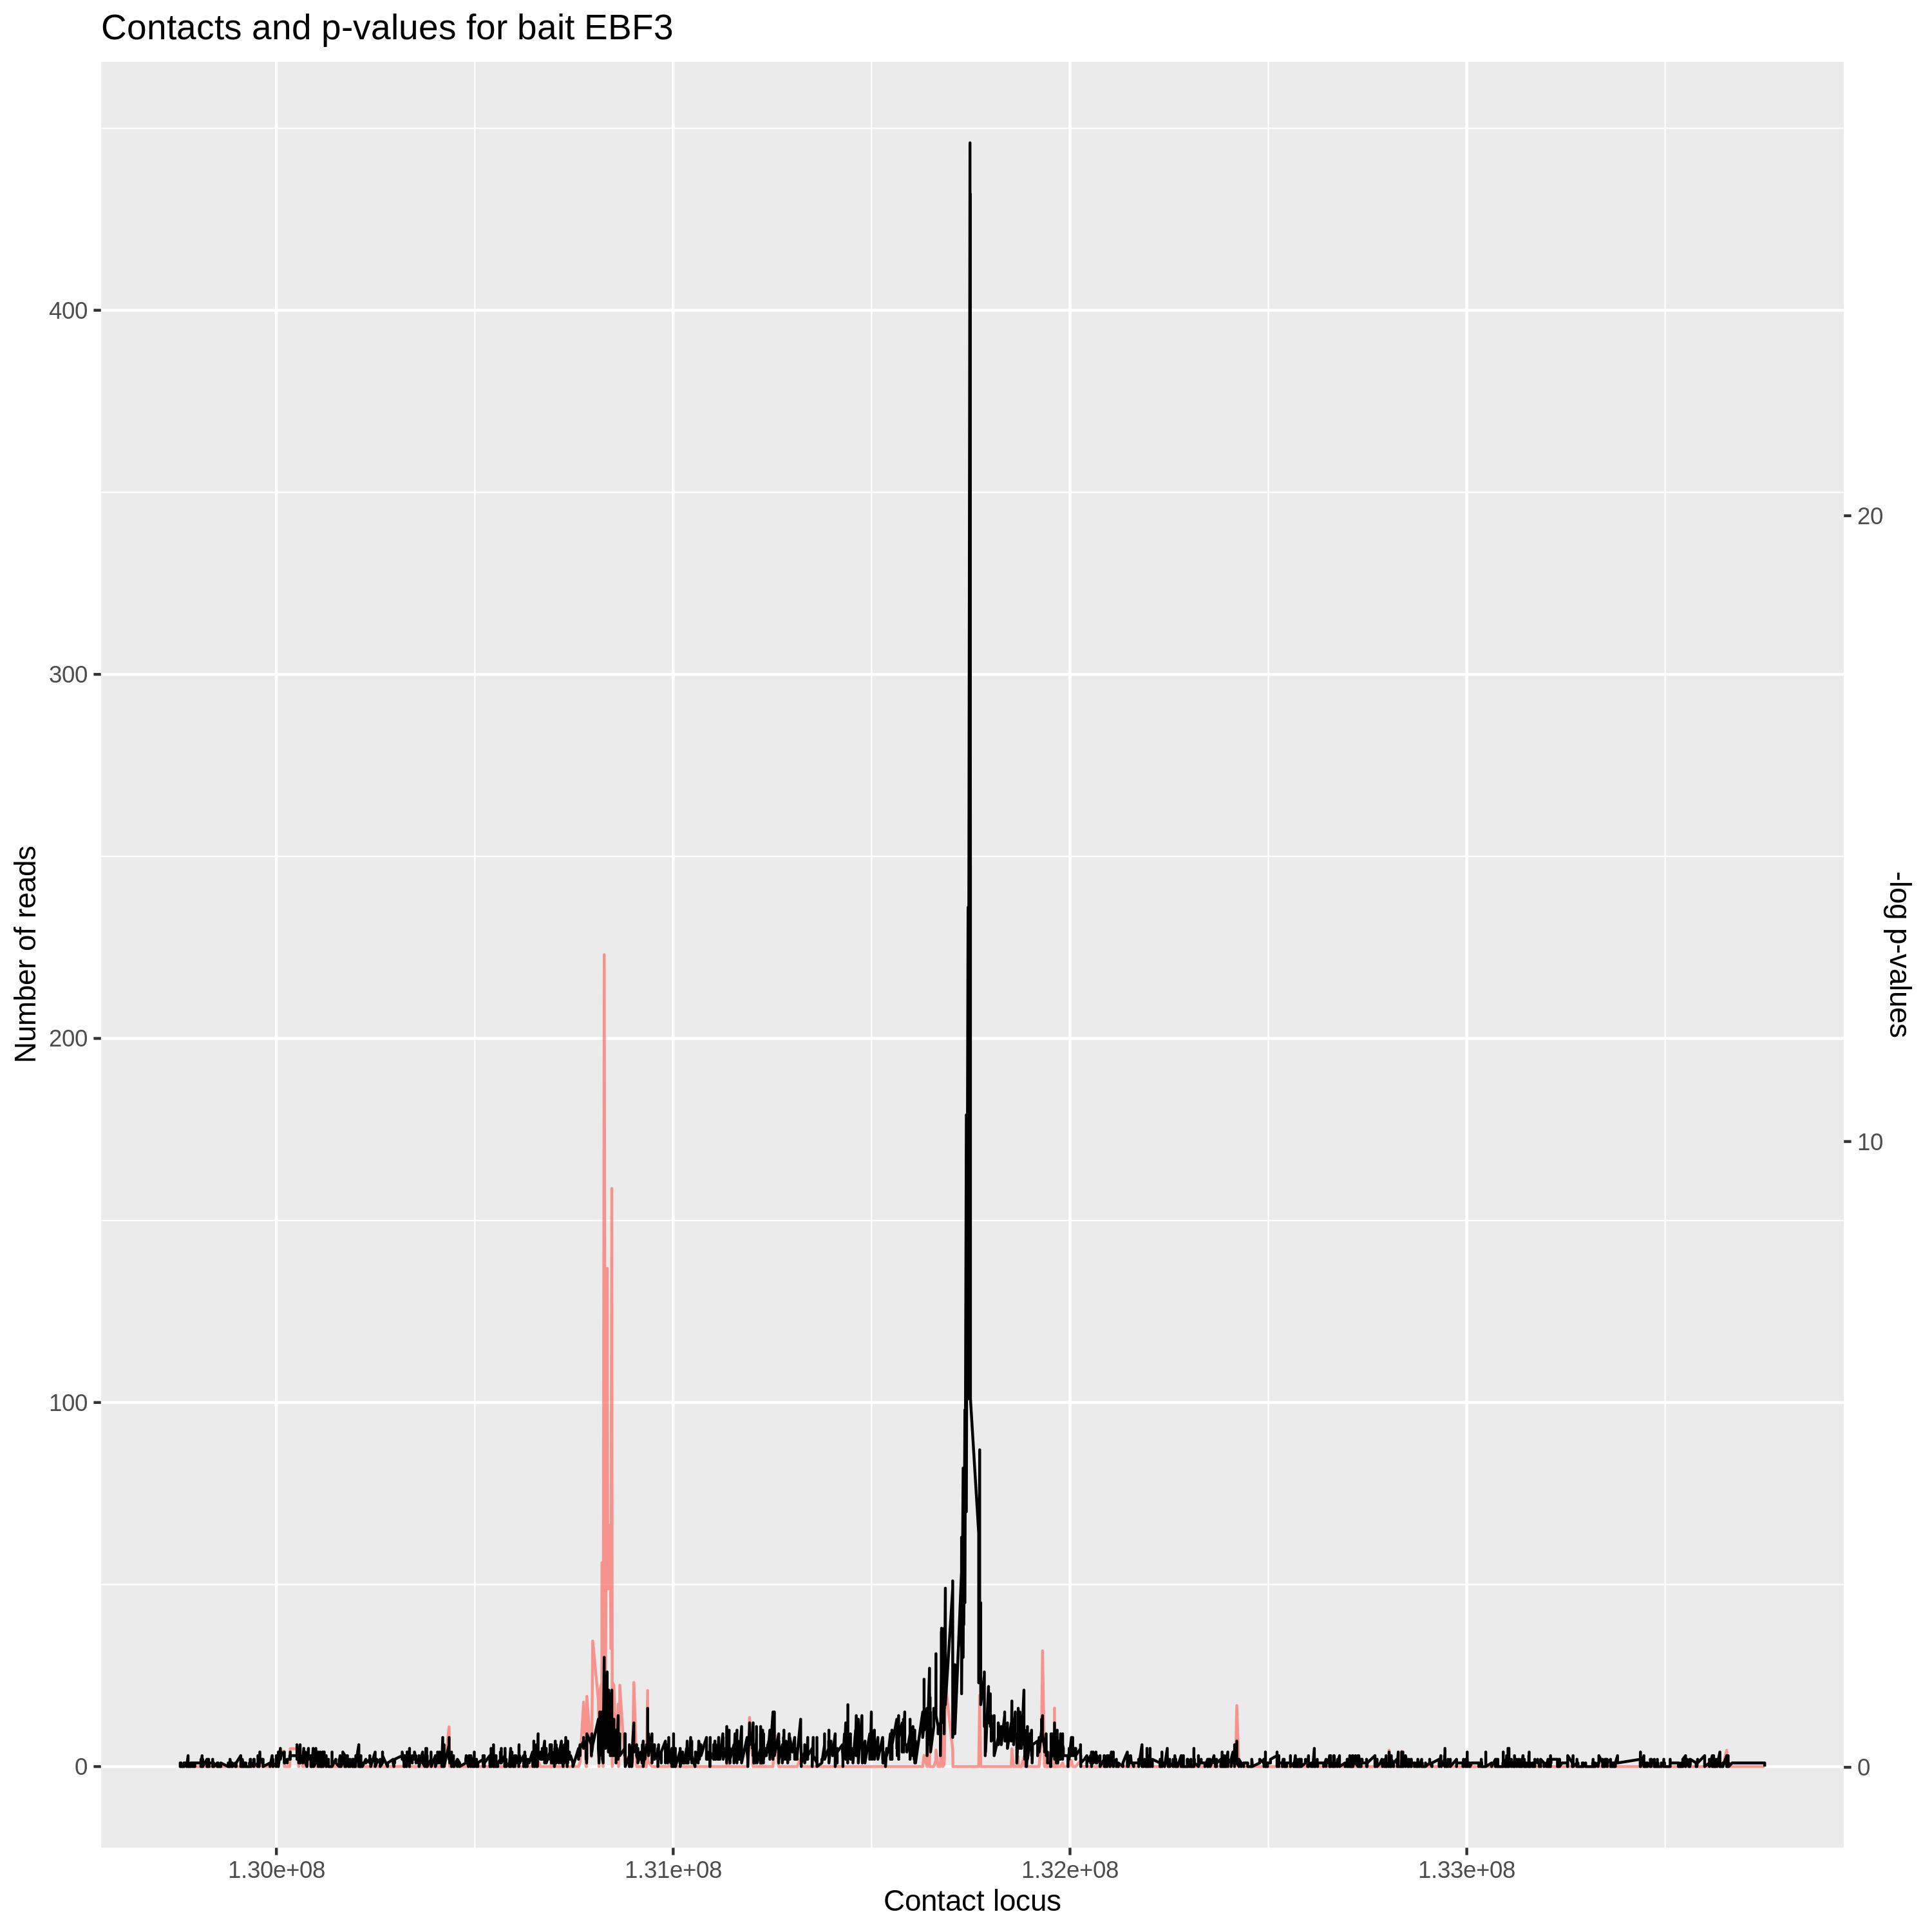 Contacts and p-values for bait EBF3
400
300
200
100
0
Number of reads
20
10
0
-log p-values
1.30e+08
1.31e+08
1.32e+08
1.33e+08
Contact locus